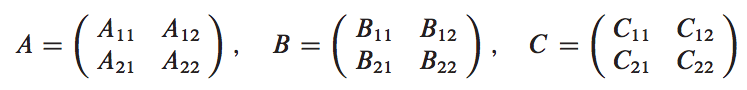 A = ( A₁₁ A₁₂ ) , B = ( B₁₁ B₁₂ ) , C = ( C₁₁ C₁₂ )
A₂₁ A₂₂ B₂₁ B₂₂ C₂₁ C₂₂